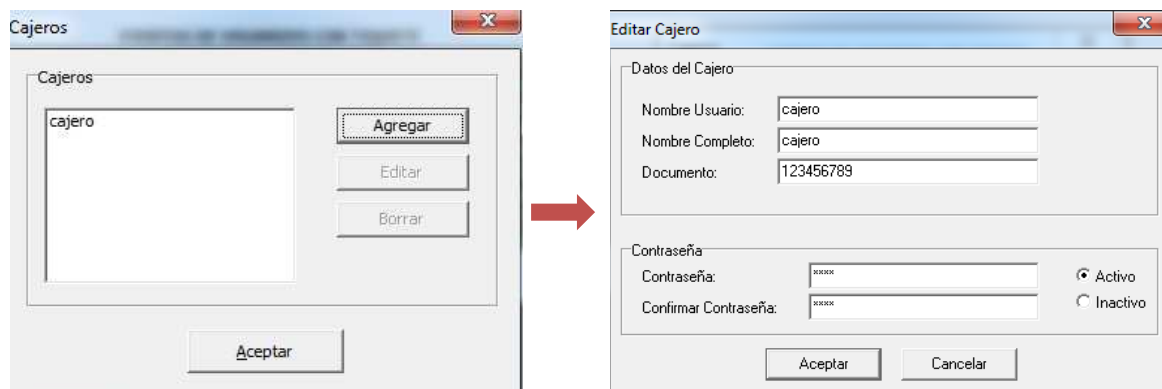 Cajeros
Cajeros
cajero
Agregar
Editar
Borrar
Aceptar
Editar Cajero
Datos del Cajero
Nombre Usuario: cajero
Nombre Completo: cajero
Documento: 123456789
Contraseña
Contraseña: ****
Confirmar Contraseña: ****
Activo
Inactivo
Aceptar Cancelar